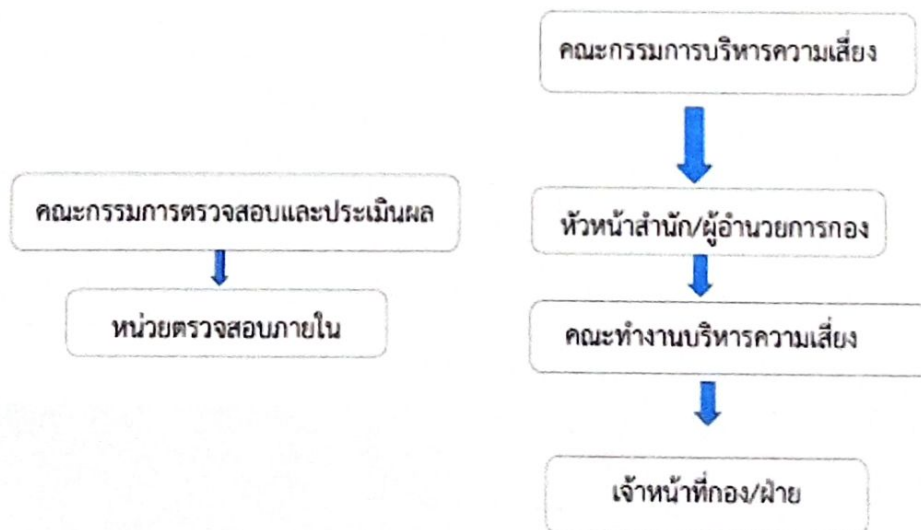 คณะกรรมการบริหารความเสี่ยง
คณะกรรมการตรวจสอบและประเมินผล
หัวหน้าสำนัก/ผู้อำนวยการกอง
หน่วยตรวจสอบภายใน
คณะทำงานบริหารความเสี่ยง
เจ้าหน้าที่กอง/ฝ่าย